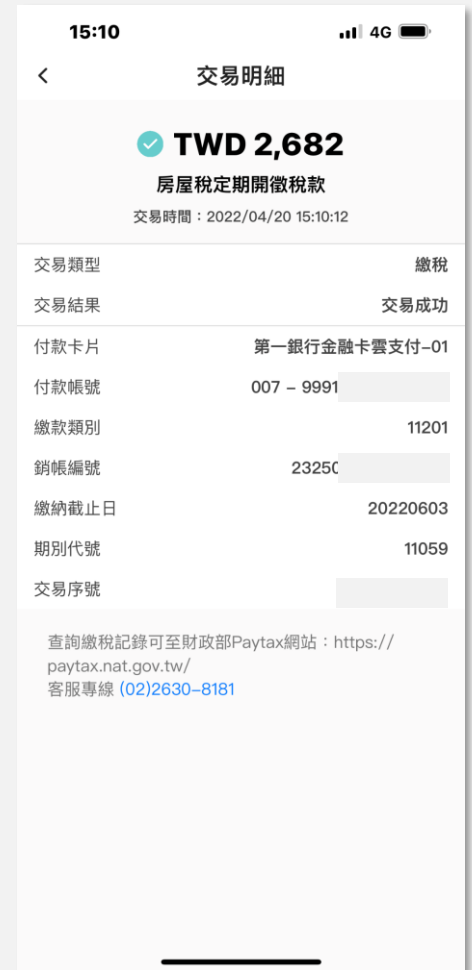 15:10 4G
交易明細
TWD 2,682
房屋稅定期開徵稅款
交易時間：2022/04/20 15:10:12
交易類型 繳稅
交易結果 交易成功
付款卡片 第一銀行金融卡雲支付-01
付款帳號 007 - 9991
繳款類別 11201
銷帳編號 23250
繳納截止日 20220603
期別代號 11059
交易序號
查詢繳稅記錄可至財政部Paytax網站：https://
paytax.nat.gov.tw/
客服專線 (02)2630-8181